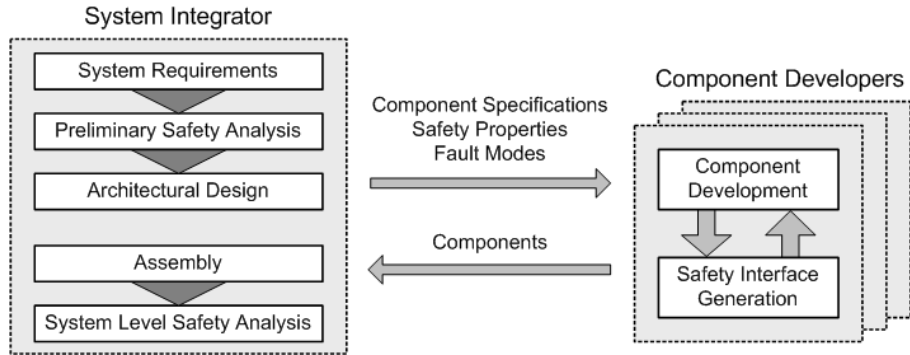 System Integrator
System Requirements
Preliminary Safety Analysis
Architectural Design
Assembly
System Level Safety Analysis
Component Specifications
Safety Properties
Fault Modes
Components
Component Developers
Component
Development
Safety Interface
Generation